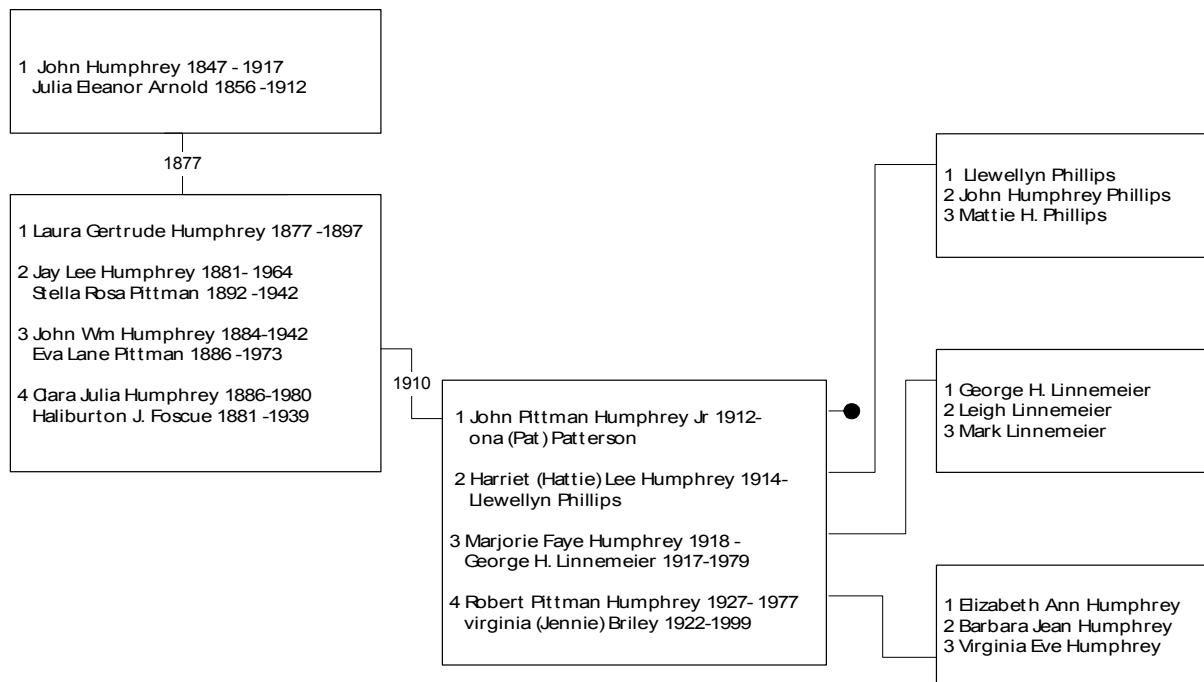 1 John Humphrey 1847 - 1917
Julia Eleanor Arnold 1856 -1912
1877
1 Laura Gertrude Humphrey 1877 -1897
2 Jay Lee Humphrey 1881- 1964
Stella Rosa Pittman 1892 -1942
3 John Wm Humphrey 1884-1942
Eva Lane Pittman 1886 -1973
4 Clara Julia Humphrey 1886-1980
Haliburton J. Foscue 1881 -1939
1910
1 John Pittman Humphrey Jr 1912-
ona (Pat) Patterson
2 Harriet (Hattie) Lee Humphrey 1914-
Llewellyn Phillips
3 Marjorie Faye Humphrey 1918 -
George H. Linnemeier 1917-1979
4 Robert Pittman Humphrey 1927- 1977
virginia (Jennie) Briley 1922-1999
1 Llewellyn Phillips
2 John Humphrey Phillips
3 Mattie H. Phillips
1 George H. Linnemeier
2 Leigh Linnemeier
3 Mark Linnemeier
1 Elizabeth Ann Humphrey
2 Barbara Jean Humphrey
3 Virginia Eve Humphrey